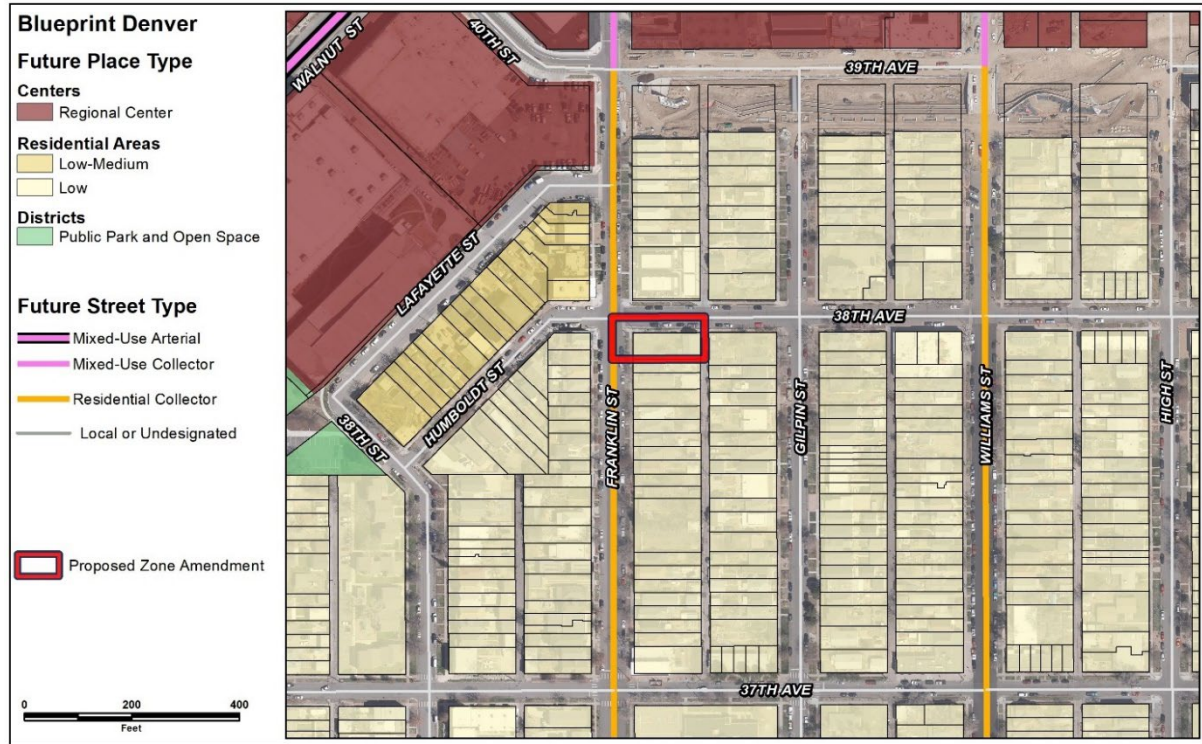 Blueprint Denver
Future Place Type
Centers
Regional Center
Residential Areas
Low-Medium
Low
Districts
Public Park and Open Space
Future Street Type
Mixed-Use Arterial
Mixed-Use Collector
Residential Collector
Local or Undesignated
Proposed Zone Amendment
0 200 400
Feet
WALNUT ST
40TH ST
39TH AVE
LAFAYETTE ST
38TH AVE
HUMBOLDT ST
38TH ST
FRANKLIN ST
GILPIN ST
WILLIAMS ST
HIGH ST
37TH AVE